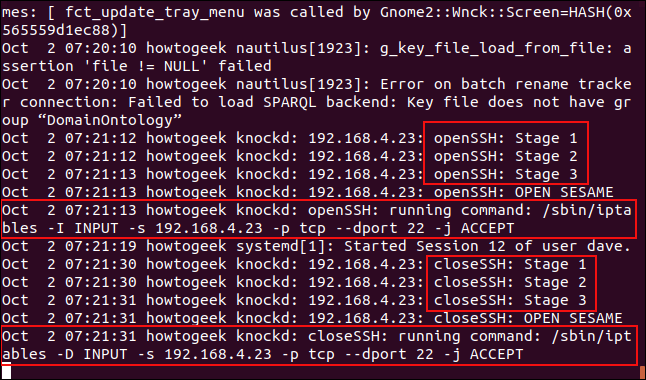 mes: [ fct_update_tray_menu was called by Gnome2::Wnck::Screen=HASH(0x
565559d1ec88)]
Oct  2 07:20:10 howtogeek nautilus[1923]: g_key_file_load_from_file: a
ssertion 'file != NULL' failed
Oct  2 07:20:10 howtogeek nautilus[1923]: Error on batch rename tracke
r connection: Failed to load SPARQL backend: Key file does not have gr
oup “DomainOntology”
Oct  2 07:21:12 howtogeek knockd: 192.168.4.23: openSSH: Stage 1
Oct  2 07:21:12 howtogeek knockd: 192.168.4.23: openSSH: Stage 2
Oct  2 07:21:13 howtogeek knockd: 192.168.4.23: openSSH: Stage 3
Oct  2 07:21:13 howtogeek knockd: 192.168.4.23: openSSH: OPEN SESAME
Oct  2 07:21:13 howtogeek knockd: openSSH: running command: /sbin/ipta
bles -I INPUT -s 192.168.4.23 -p tcp --dport 22 -j ACCEPT
Oct  2 07:21:19 howtogeek systemd[1]: Started Session 12 of user dave.
Oct  2 07:21:30 howtogeek knockd: 192.168.4.23: closeSSH: Stage 1
Oct  2 07:21:30 howtogeek knockd: 192.168.4.23: closeSSH: Stage 2
Oct  2 07:21:31 howtogeek knockd: 192.168.4.23: closeSSH: Stage 3
Oct  2 07:21:31 howtogeek knockd: 192.168.4.23: closeSSH: OPEN SESAME
Oct  2 07:21:31 howtogeek knockd: closeSSH: running command: /sbin/ipt
ables -D INPUT -s 192.168.4.23 -p tcp --dport 22 -j ACCEPT